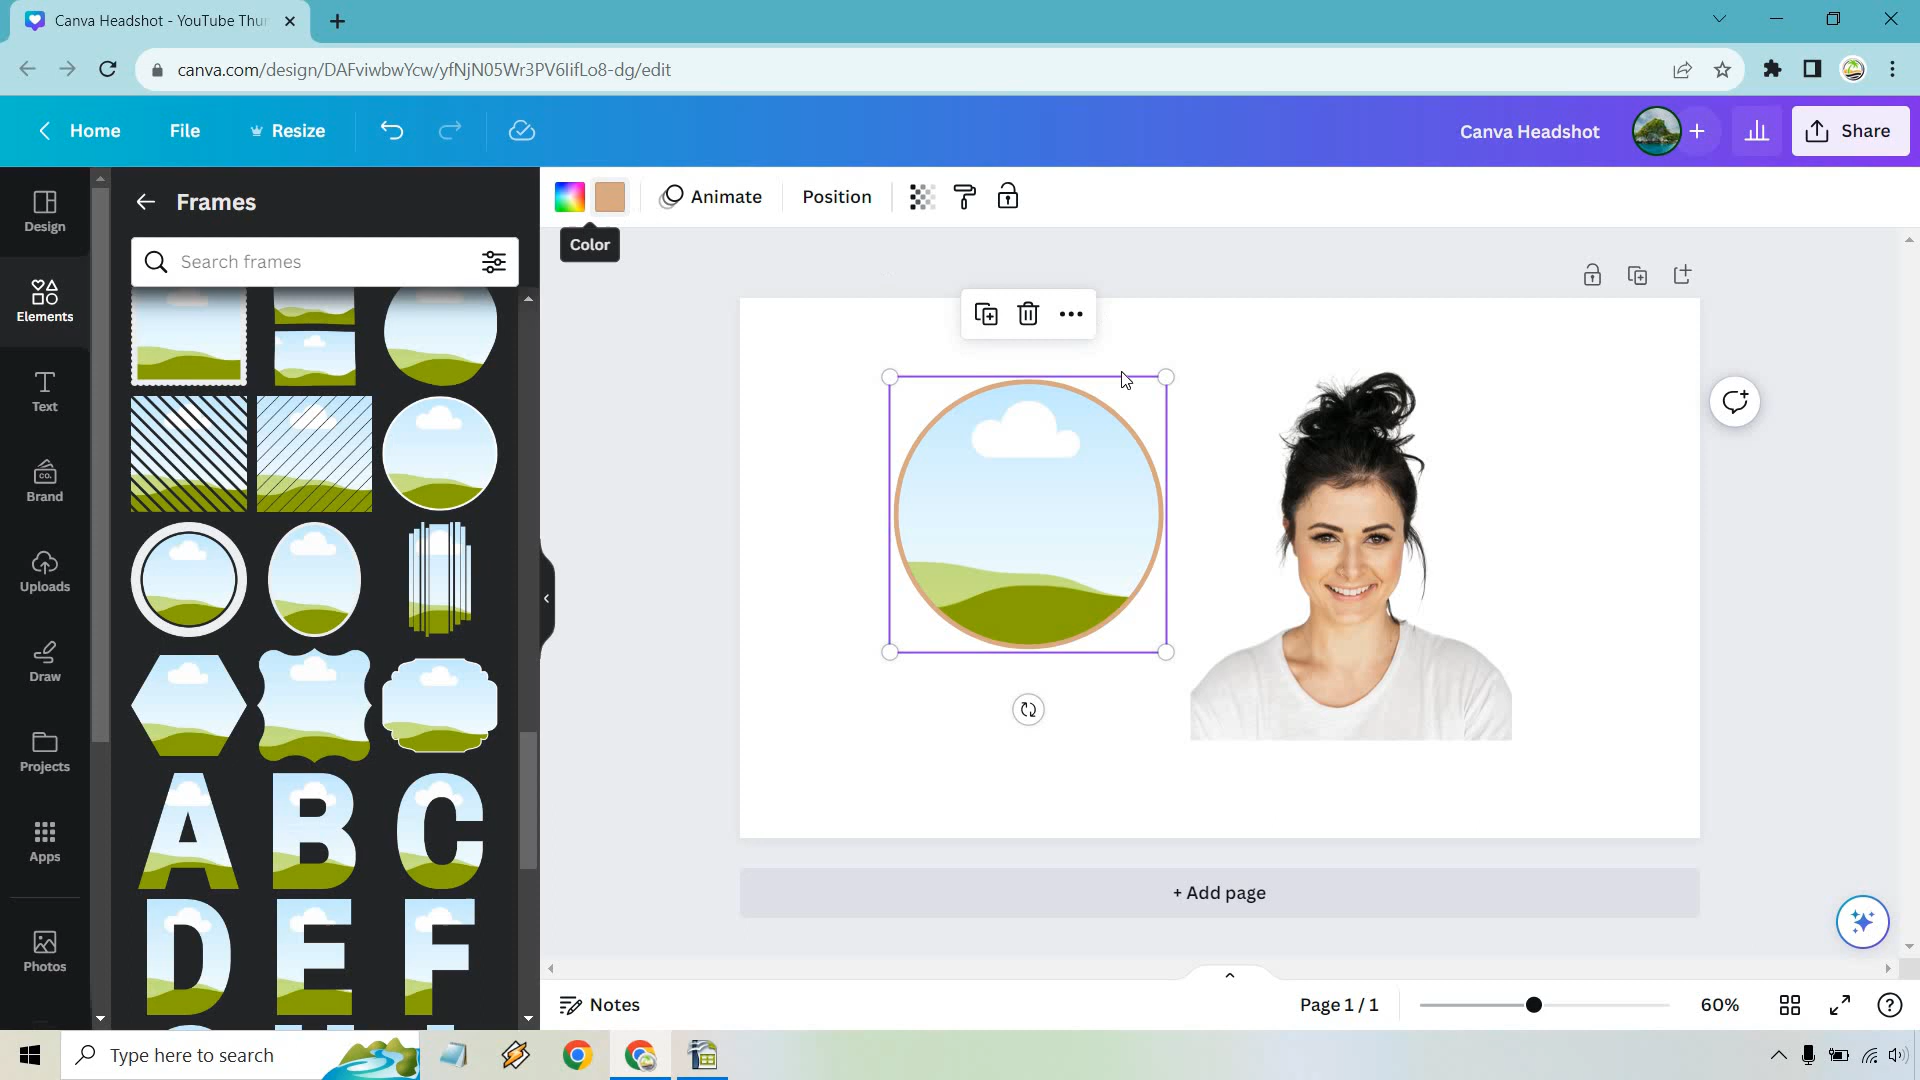 Canva Headshot - YouTube Thu
canva.com/design/DAFviwbwYcw/yfNjN05Wr3PV6IifLo8-dg/edit
Home
File
Resize
Canva Headshot
Share
Design
Elements
Text
Brand
CO.
Uploads
Draw
Projects
Apps
Photos
Frames
Search frames
A B C
D E F
Animate
Position
Color
+ Add page
Notes
Page 1 / 1
60%
Type here to search